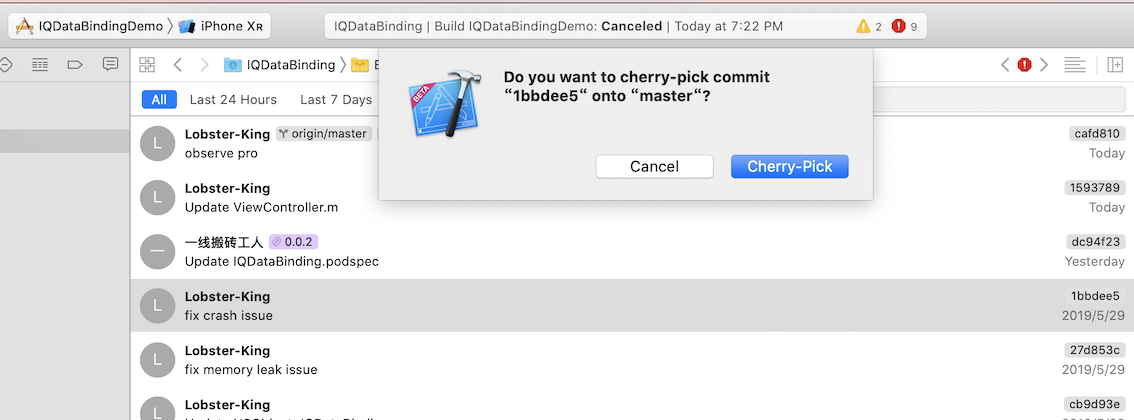 IQDataBindingDemo
iPhone XR
IQDataBinding | Build IQDataBindingDemo: Canceled | Today at 7:22 PM
2
9
IQDataBinding
Do you want to cherry-pick commit
“1bbdee5“ onto “master“?
BETA
Cancel
Cherry-Pick
All
Last 24 Hours
Last 7 Days
L
Lobster-King
origin/master
cafd810
observe pro
Today
L
Lobster-King
1593789
Update ViewController.m
Today
一
一线搬砖工人
0.0.2
dc94f23
Update IQDataBinding.podspec
Yesterday
L
Lobster-King
1bbdee5
fix crash issue
2019/5/29
L
Lobster-King
27d853c
fix memory leak issue
2019/5/29
L
Lobster-King
cb9d93e